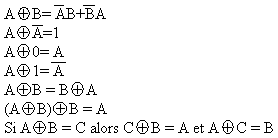 A⊕B= A̅B+B̅A
A⊕A̅=1
A⊕0= A
A⊕1= A̅
A⊕B = B⊕A
(A⊕B)⊕B = A
Si A⊕B = C alors C⊕B = A et A⊕C = B